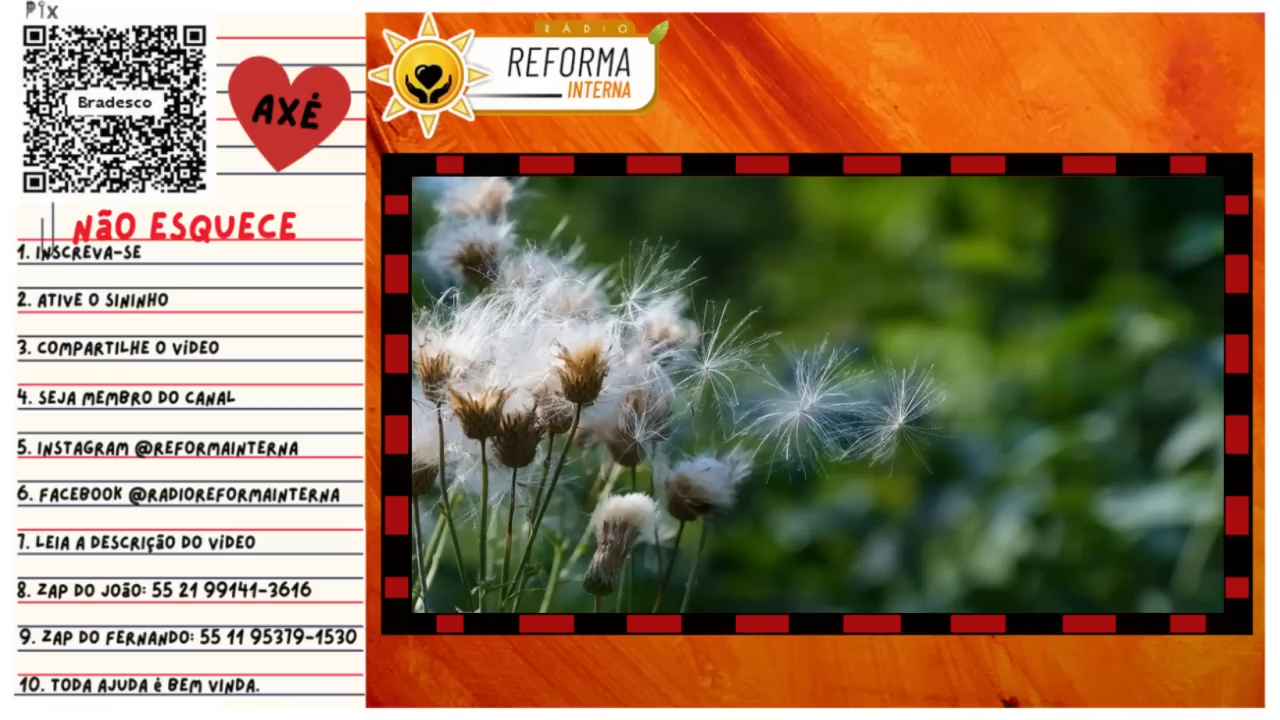 Pix
Bradesco
AXÉ
NÃO ESQUECE
1. INSCREVA-SE
2. ATIVE O SININHO
3. COMPARTILHE O VÍDEO
4. SEJA MEMBRO DO CANAL
5. INSTAGRAM @REFORMAINTERNA
6. FACEBOOK @RADIOREFORMAINTERNA
7. LEIA A DESCRIÇÃO DO VÍDEO
8. ZAP DO JOÃO: 55 21 99141-3616
9. ZAP DO FERNANDO: 55 11 95379-1530
10. TODA AJUDA É BEM VINDA.
RÁDIO
REFORMA
INTERNA